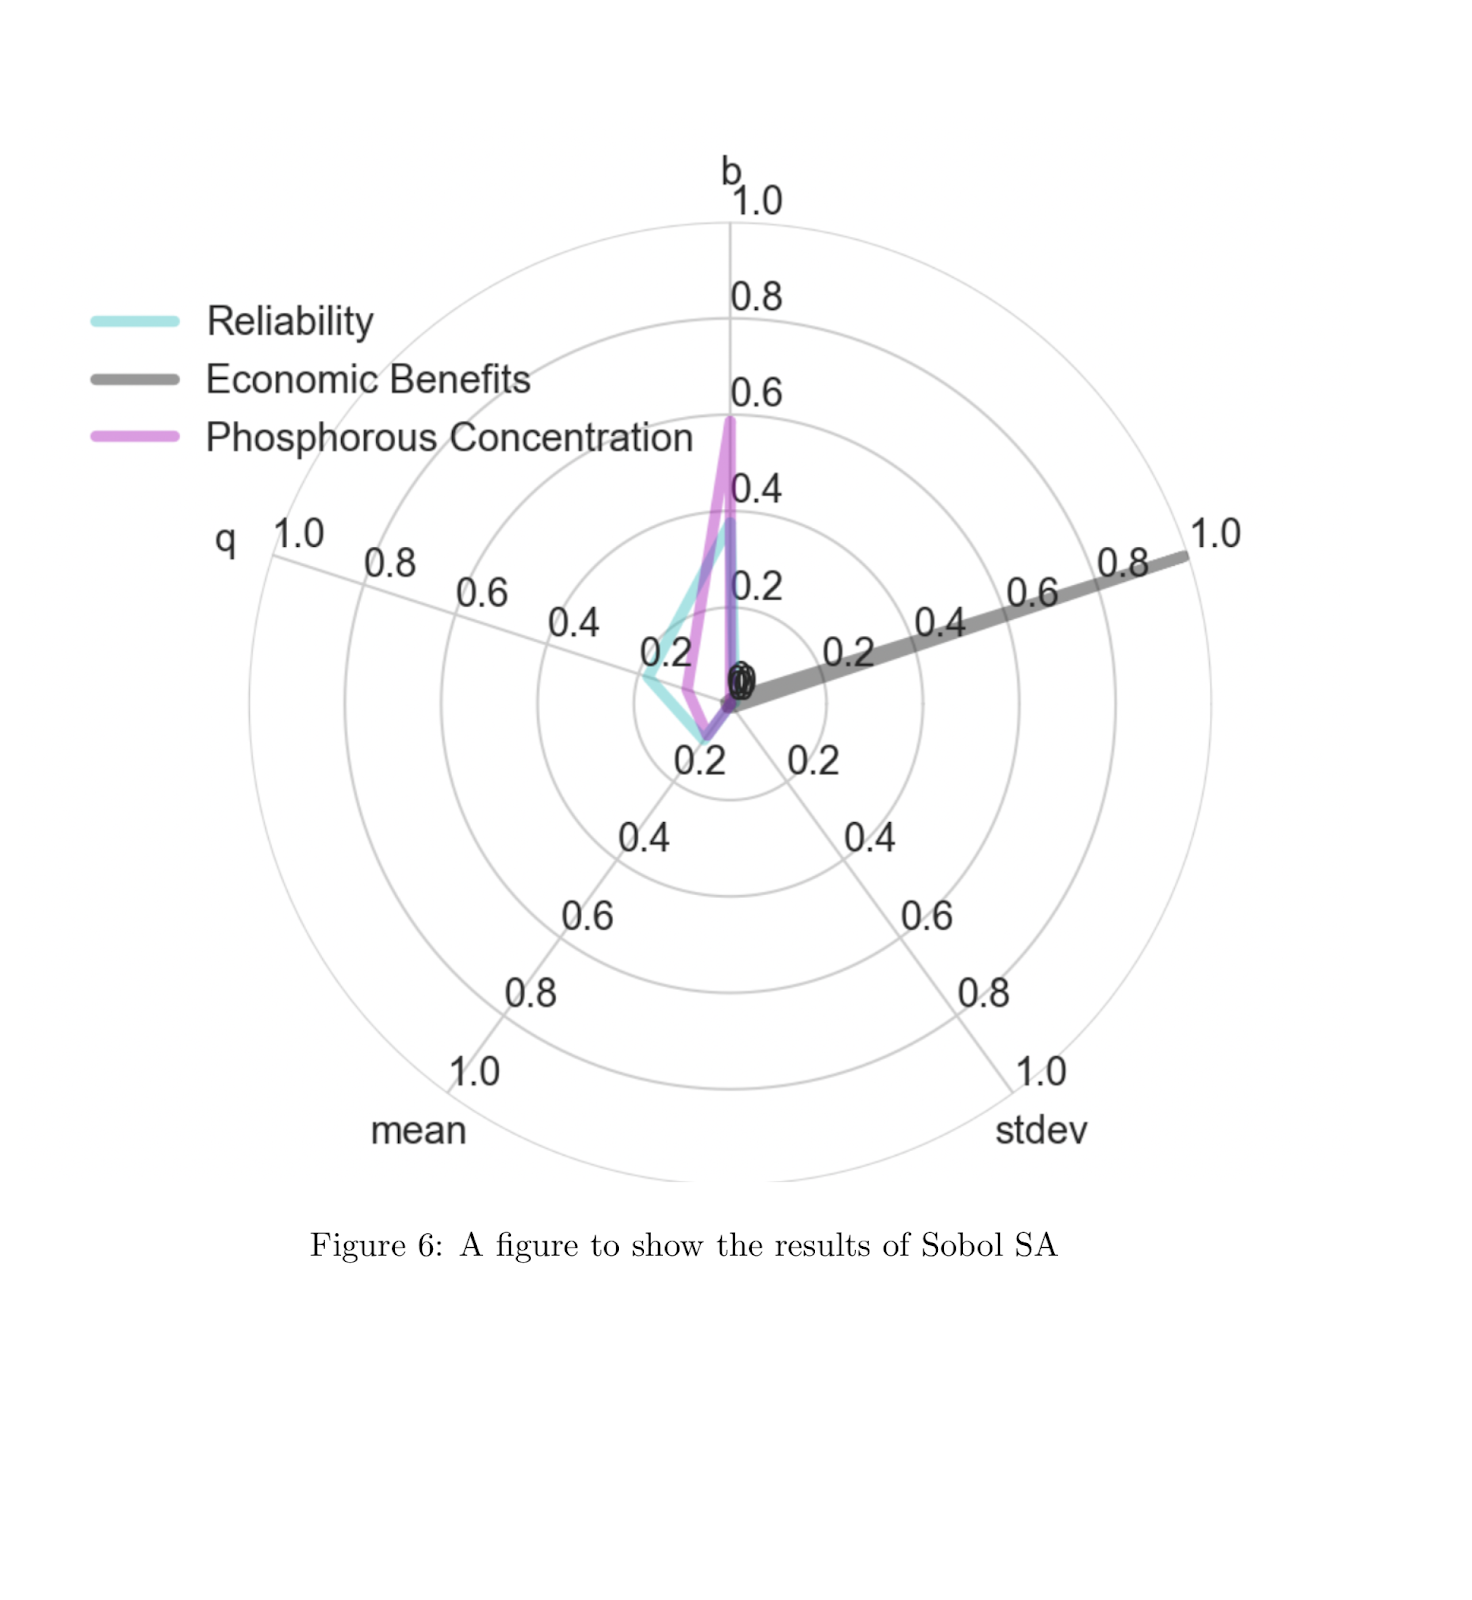 b
1.0
0.8
Reliability
Economic Benefits
0.6
Phosphorous Concentration
0.4
q 1.0 1.0
0.8 0.8
0.6 0.2 0.6
0.4 0.4
0.2 0.2
0
0.2 0.2
0.4 0.4
0.6 0.6
0.8 0.8
1.0 1.0
mean stdev
Figure 6: A figure to show the results of Sobol SA